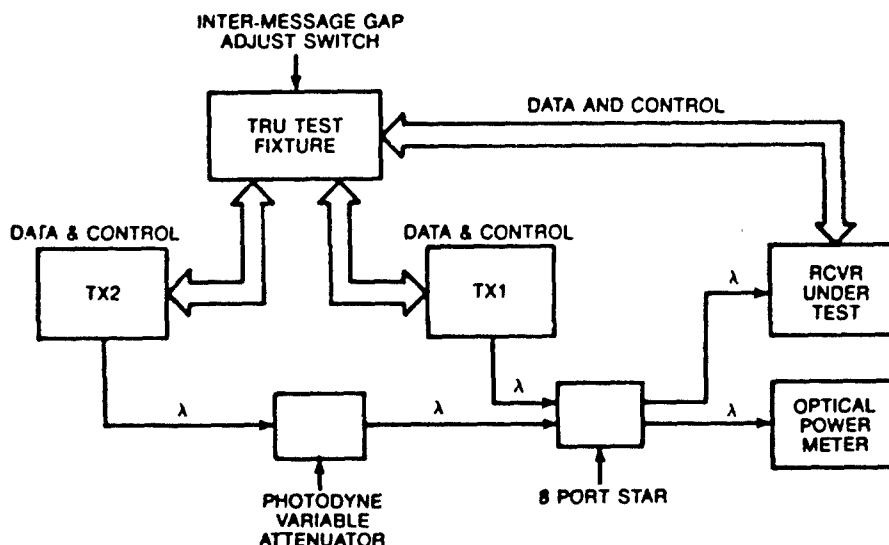 INTER-MESSAGE GAP
ADJUST SWITCH
TRU TEST
FIXTURE
DATA AND CONTROL
DATA & CONTROL
TX2
DATA & CONTROL
TX1
RCVR
UNDER
TEST
λ
λ
λ
λ
λ
OPTICAL
POWER
METER
PHOTODYNE
VARIABLE
ATTENUATOR
8 PORT STAR